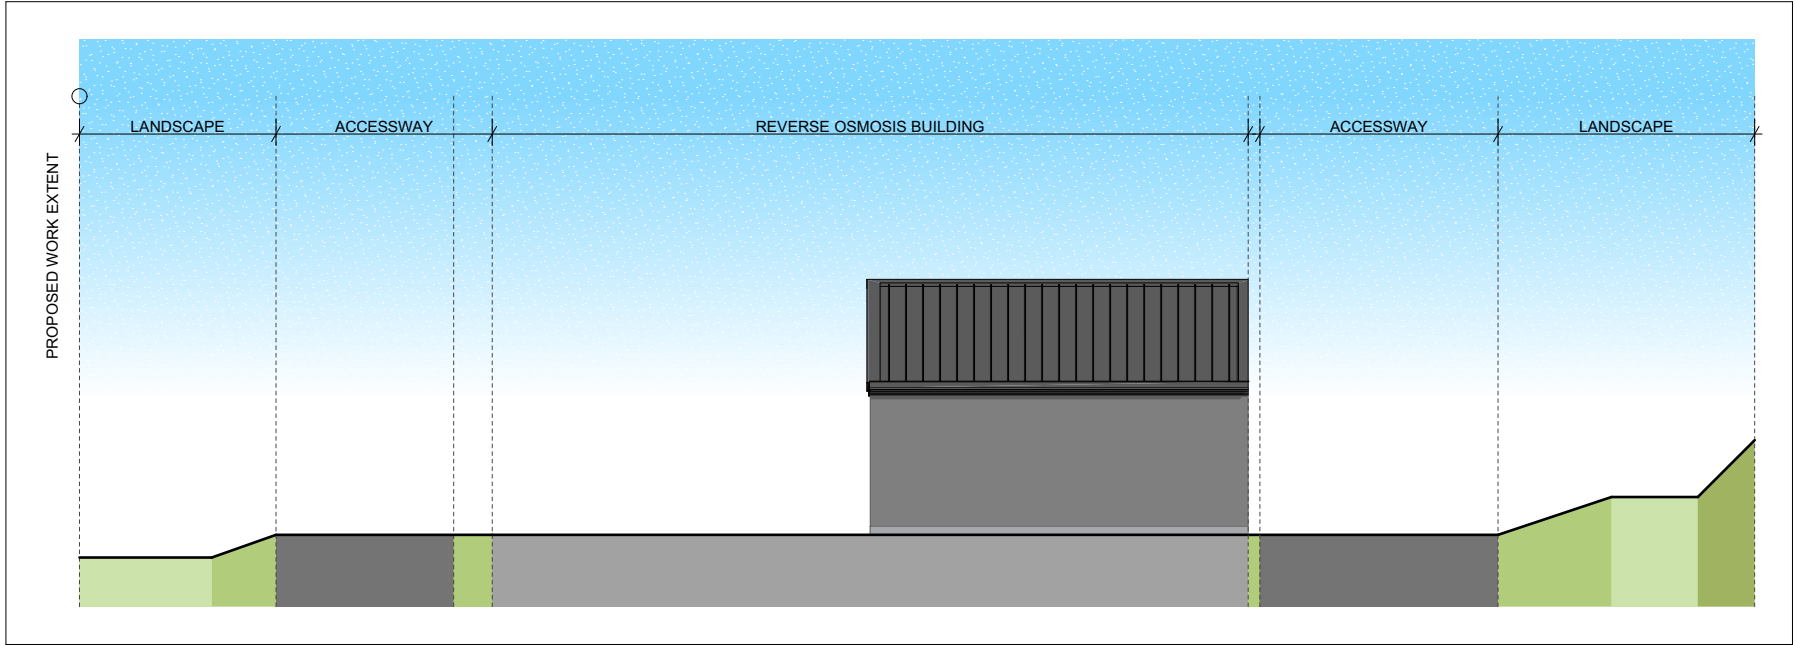 LANDSCAPE
ACCESSWAY
REVERSE OSMOSIS BUILDING
ACCESSWAY
LANDSCAPE
PROPOSED WORK EXTENT